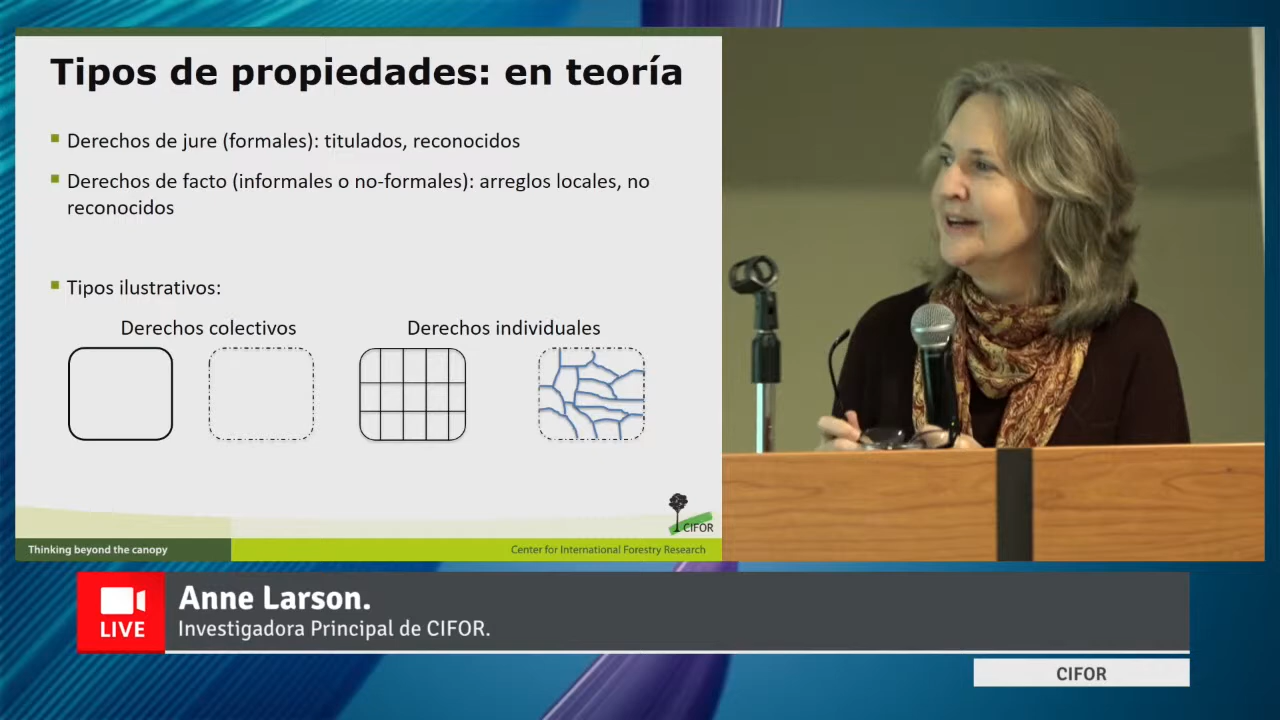 Tipos de propiedades: en teoría
Derechos de jure (formales): titulados, reconocidos
Derechos de facto (informales o no-formales): arreglos locales, no
reconocidos
Tipos ilustrativos:
Derechos colectivos
Derechos individuales
CIFOR
Thinking beyond the canopy
Center for International Forestry Research
LIVE
Anne Larson.
Investigadora Principal de CIFOR.
CIFOR